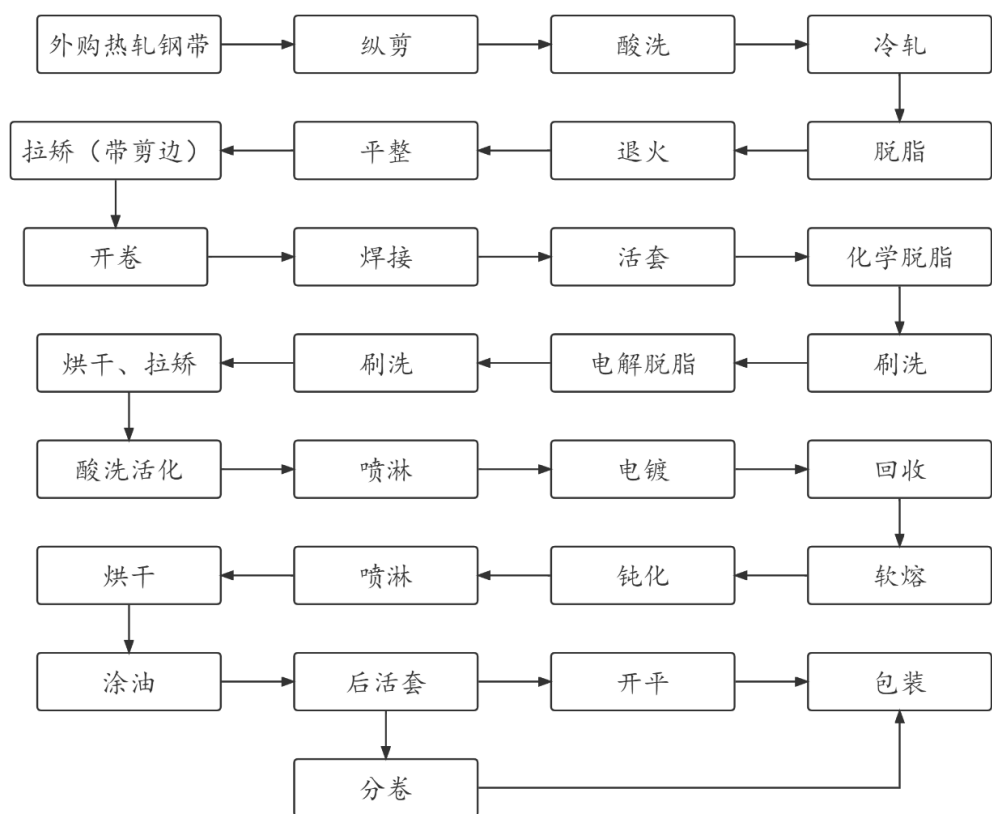 外购热轧钢带
纵剪
酸洗
冷轧
拉矫（带剪边）
平整
退火
脱脂
开卷
焊接
活套
化学脱脂
烘干、拉矫
刷洗
电解脱脂
刷洗
酸洗活化
喷淋
电镀
回收
烘干
喷淋
钝化
软熔
涂油
后活套
开平
包装
分卷